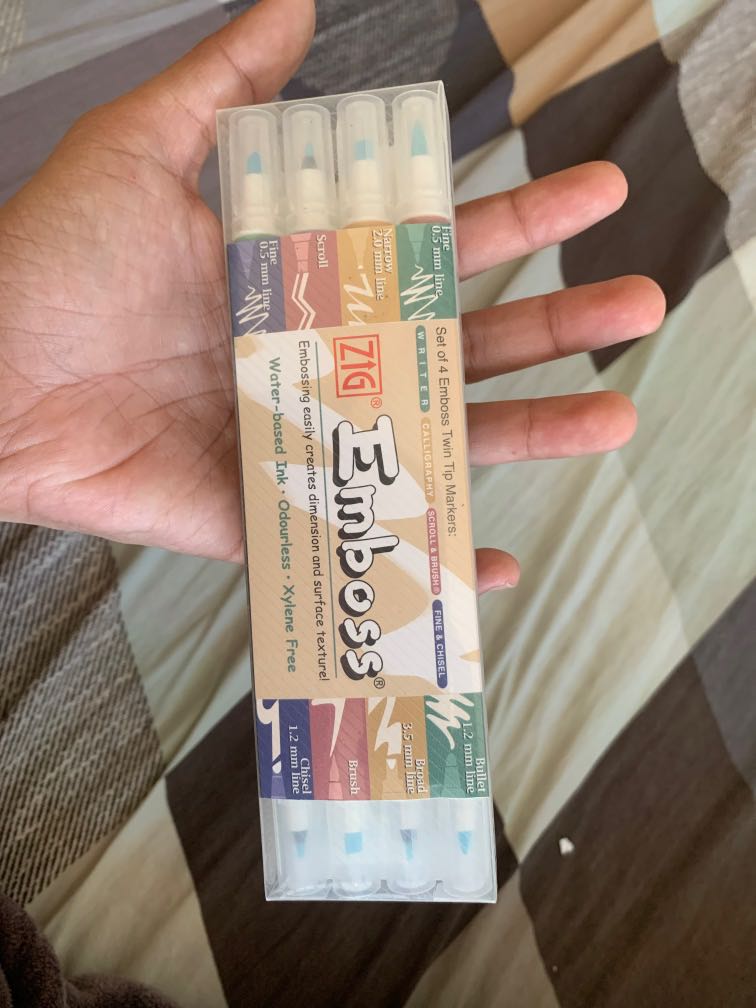 Set of 4 Emboss Twin Tip Markers:
WRITER CALLIGRAPHY SCROLL & BRUSH® FINE & CHISEL
ZIG® Emboss®
Embossing easily creates dimension and surface texture!
Water-based Ink • Odourless • Xylene Free
Fine
0.5 mm line
Narrow
2.0 mm line
Scroll
Fine
0.5 mm line
Bullet
1.2 mm line
Broad
3.5 mm line
Brush
Chisel
1.2 mm line